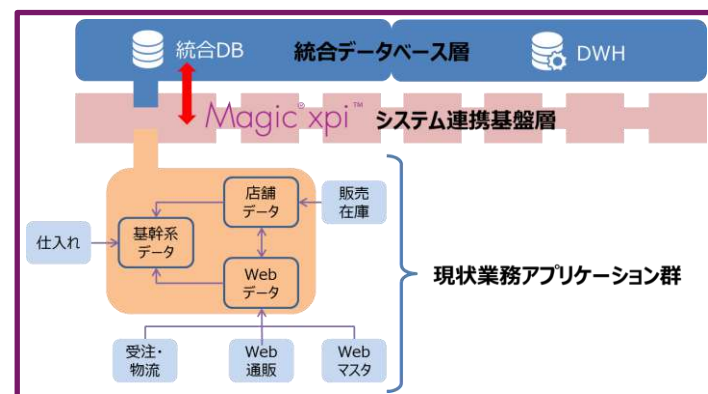 統合DB
統合データベース層
DWH
Magic®xpi™
システム連携基盤層
店舗
データ
販売
在庫
仕入れ
基幹系
データ
Web
データ
現状業務アプリケーション群
受注・
物流
Web
通販
Web
マスタ